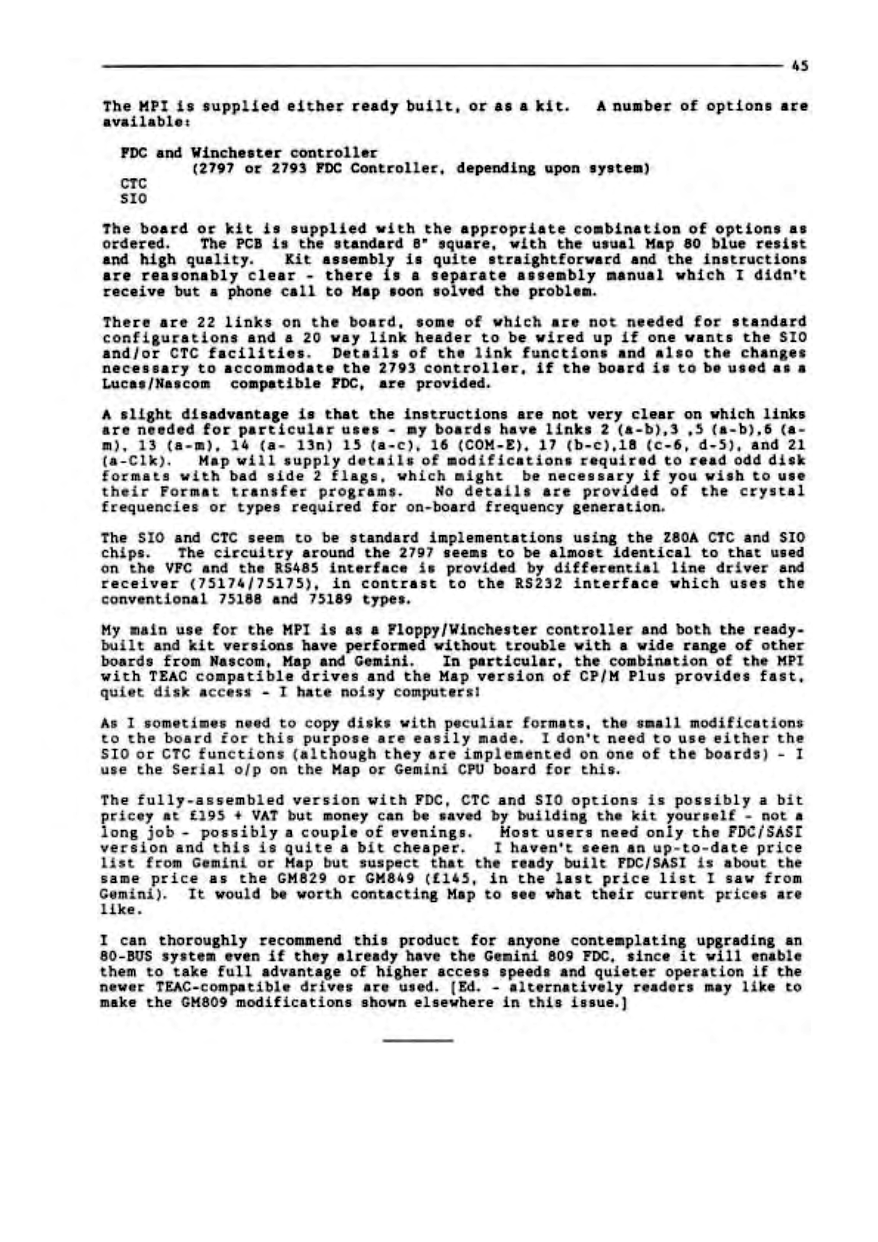 45
The MPI is supplied either ready built, or as a kit. A number of options are
available:
FDC and Winchester controller
(2797 or 2793 FDC Controller, depending upon system)
CTC
SIO
The board or kit is supplied with the appropriate combination of options as
ordered. The PCB is the standard 8" square, with the usual Map 80 blue resist
and high quality. Kit assembly is quite straightforward and the instructions
are reasonably clear - there is a separate assembly manual which I didn't
receive but a phone call to Map soon solved the problem.
There are 22 links on the board, some of which are not needed for standard
configurations and a 20 way link header to be wired up if one wants the SIO
and/or CTC facilities. Details of the link functions and also the changes
necessary to accommodate the 2793 controller, if the board is to be used as a
Lucas/Nascom compatible FDC, are provided.
A slight disadvantage is that the instructions are not very clear on which links
are needed for particular uses - my boards have links 2 (a-b),3 ,5 (a-b),6 (a-
m), 13 (a-m), 14 (a- 13n) 15 (a-c), 16 (COM-E), 17 (b-c),18 (c-6, d-5), and 21
(a-Clk). Map will supply details of modifications required to read odd disk
formats with bad side 2 flags, which might be necessary if you wish to use
their Format transfer programs. No details are provided of the crystal
frequencies or types required for on-board frequency generation.
The SIO and CTC seem to be standard implementations using the Z80A CTC and SIO
chips. The circuitry around the 2797 seems to be almost identical to that used
on the VFC and the RS485 interface is provided by differential line driver and
receiver (75174/75175), in contrast to the RS232 interface which uses the
conventional 75188 and 75189 types.
My main use for the MPI is as a Floppy/Winchester controller and both the ready-
built and kit versions have performed without trouble with a wide range of other
boards from Nascom, Map and Gemini. In particular, the combination of the MPI
with TEAC compatible drives and the Map version of CP/M Plus provides fast,
quiet disk access - I hate noisy computers!
As I sometimes need to copy disks with peculiar formats, the small modifications
to the board for this purpose are easily made. I don't need to use either the
SIO or CTC functions (although they are implemented on one of the boards) - I
use the Serial o/p on the Map or Gemini CPU board for this.
The fully-assembled version with FDC, CTC and SIO options is possibly a bit
pricey at £195 + VAT but money can be saved by building the kit yourself - not a
long job - possibly a couple of evenings. Most users need only the FDC/SASI
version and this is quite a bit cheaper. I haven't seen an up-to-date price
list from Gemini or Map but suspect that the ready built FDC/SASI is about the
same price as the GM829 or GM849 (£145, in the last price list I saw from
Gemini). It would be worth contacting Map to see what their current prices are
like.
I can thoroughly recommend this product for anyone contemplating upgrading an
80-BUS system even if they already have the Gemini 809 FDC, since it will enable
them to take full advantage of higher access speeds and quieter operation if the
newer TEAC-compatible drives are used. [Ed. - alternatively readers may like to
make the GM809 modifications shown elsewhere in this issue.]